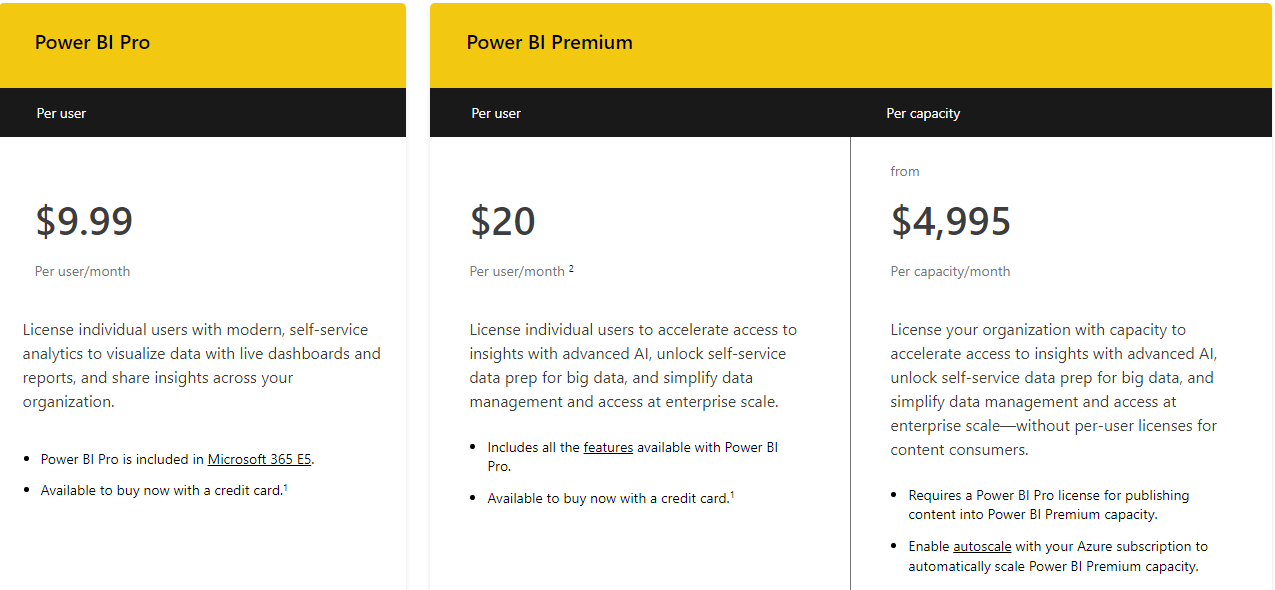 Power BI Pro
Per user
$9.99
Per user/month
License individual users with modern, self-service
analytics to visualize data with live dashboards and
reports, and share insights across your
organization.
• Power BI Pro is included in Microsoft 365 E5.
• Available to buy now with a credit card.1
Power BI Premium
Per user
$20
Per user/month 2
License individual users to accelerate access to
insights with advanced AI, unlock self-service
data prep for big data, and simplify data
management and access at enterprise scale.
• Includes all the features available with Power BI
Pro.
• Available to buy now with a credit card.1
Per capacity
from
$4,995
Per capacity/month
License your organization with capacity to
accelerate access to insights with advanced AI,
unlock self-service data prep for big data, and
simplify data management and access at
enterprise scale—without per-user licenses for
content consumers.
• Requires a Power BI Pro license for publishing
content into Power BI Premium capacity.
• Enable autoscale with your Azure subscription to
automatically scale Power BI Premium capacity.